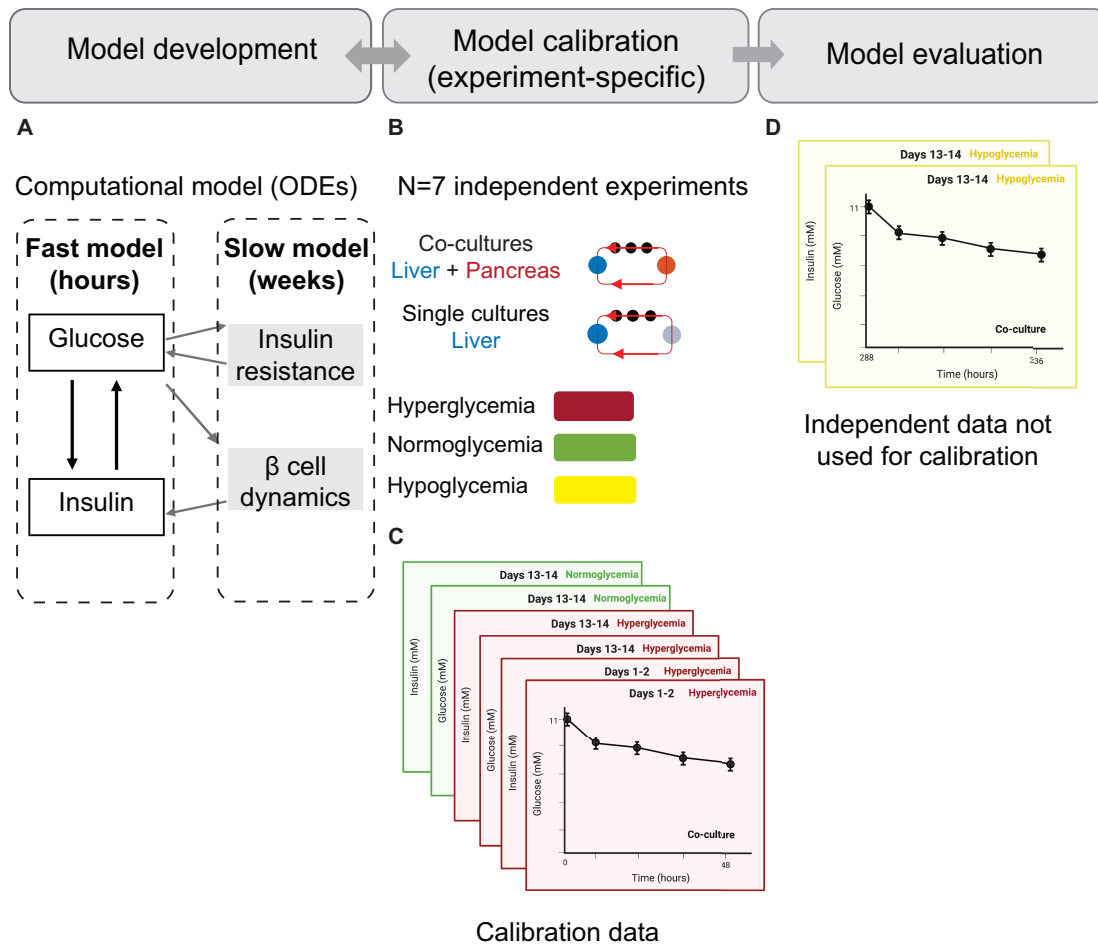 Model development
Model calibration
(experiment-specific)
Model evaluation
A
Computational model (ODEs)
Fast model
(hours)
Slow model
(weeks)
Glucose
Insulin
resistance
β cell
dynamics
Insulin
B
N=7 independent experiments
Co-cultures
Liver + Pancreas
Single cultures
Liver
Hyperglycemia
Normoglycemia
Hypoglycemia
C
Days 13-14 Normoglycemia
Insulin (mM)
Days 13-14 Normoglycemia
Glucose (mM)
Days 13-14 Hyperglycemia
Insulin (mM)
Days 13-14 Hyperglycemia
Glucose (mM)
Days 1-2 Hyperglycemia
Insulin (mM)
Days 1-2 Hyperglycemia
Glucose (mM)
11
Co-culture
0
48
Time (hours)
Calibration data
D
Days 13-14 Hypoglycemia
Insulin (mM)
Days 13-14 Hypoglycemia
Glucose (mM)
11
Co-culture
288
336
Time (hours)
Independent data not
used for calibration